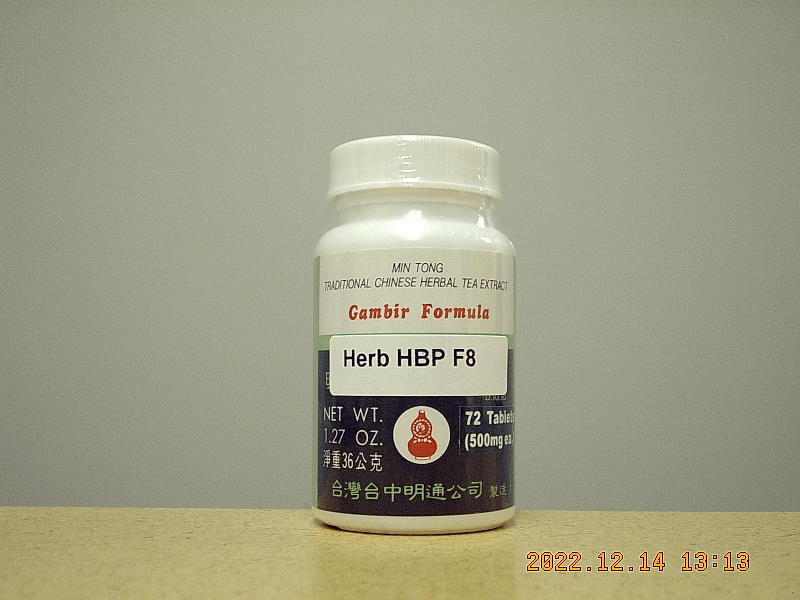 MIN TONG
TRADITIONAL CHINESE HERBAL TEA EXTRACT
Gambir Formula
Herb HBP F8
NET WT.
1.27 OZ.
淨重36公克
72 Tablets
(500mg ea.
台灣台中明通公司 製造
2022.12.14 13:13